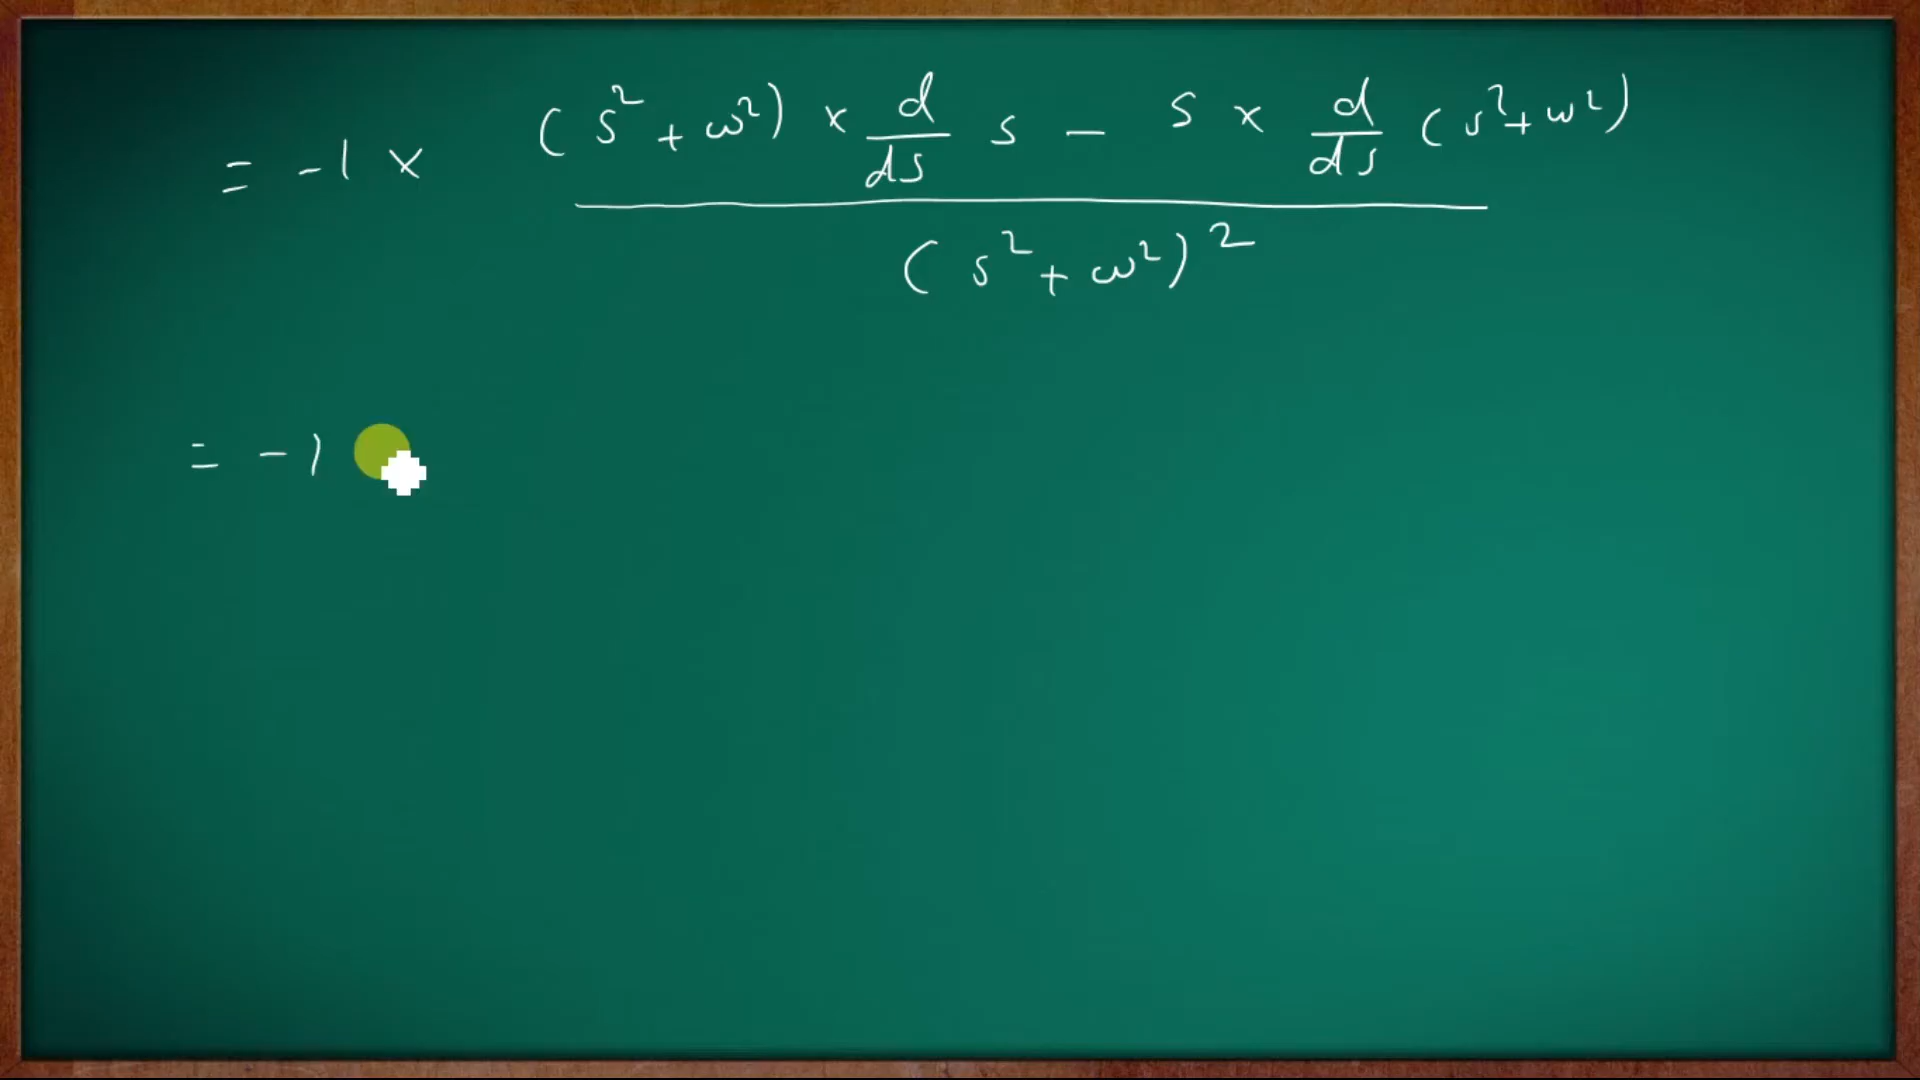 = -1 × (s² + ω²) × d/ds s - s × d/ds (s² + ω²)
(s² + ω²)²
= -1